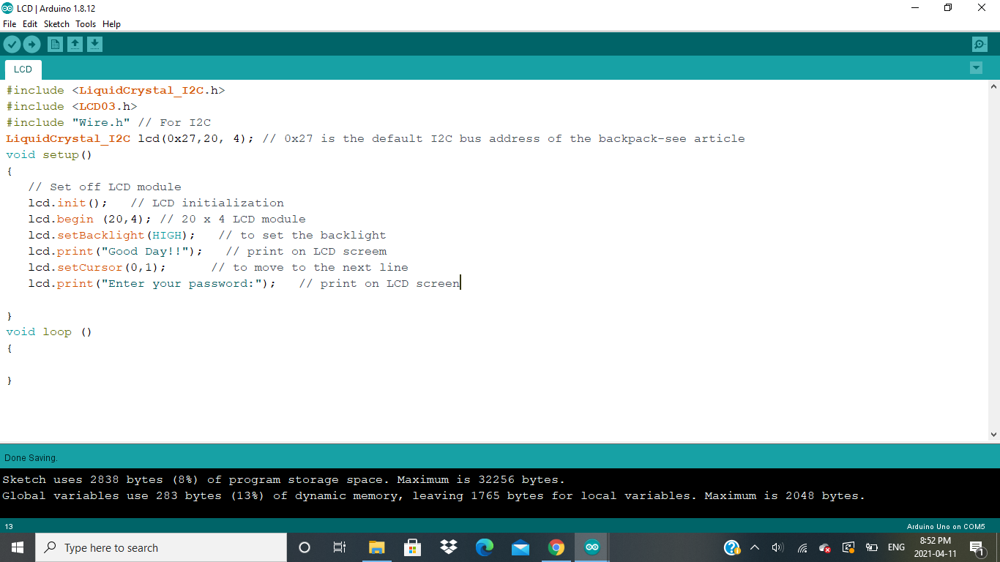 LCD | Arduino 1.8.12
File Edit Sketch Tools Help
LCD
#include <LiquidCrystal_I2C.h>
#include <LCD03.h>
#include "Wire.h" // For I2C
LiquidCrystal_I2C lcd(0x27,20, 4); // 0x27 is the default I2C bus address of the backpack-see article
void setup()
{
// Set off LCD module
lcd.init(); // LCD initialization
lcd.begin (20,4); // 20 x 4 LCD module
lcd.setBacklight(HIGH); // to set the backlight
lcd.print("Good Day!!"); // print on LCD screem
lcd.setCursor(0,1); // to move to the next line
lcd.print("Enter your password:"); // print on LCD screen
}
void loop ()
{
}
Done Saving.
Sketch uses 2838 bytes (8%) of program storage space. Maximum is 32256 bytes.
Global variables use 283 bytes (13%) of dynamic memory, leaving 1765 bytes for local variables. Maximum is 2048 bytes.
13
Arduino Uno on COM5
Type here to search
ENG
8:52 PM
2021-04-11
1